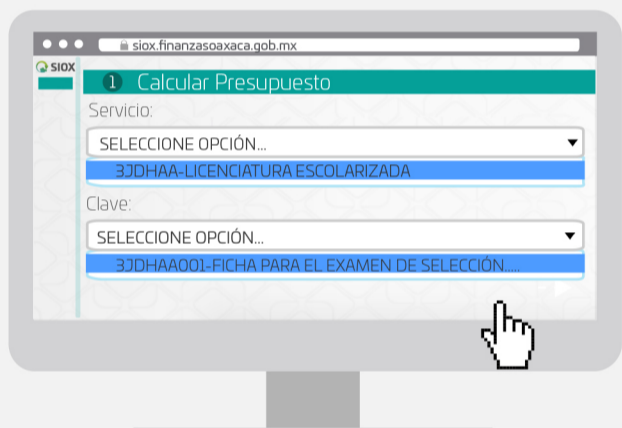 siox.finanzasoaxaca.gob.mx
SIOX
1 Calcular Presupuesto
Servicio:
SELECCIONE OPCIÓN...
3JDHAA-LICENCIATURA ESCOLARIZADA
Clave:
SELECCIONE OPCIÓN...
3JDHAA001-FICHA PARA EL EXAMEN DE SELECCIÓN.....